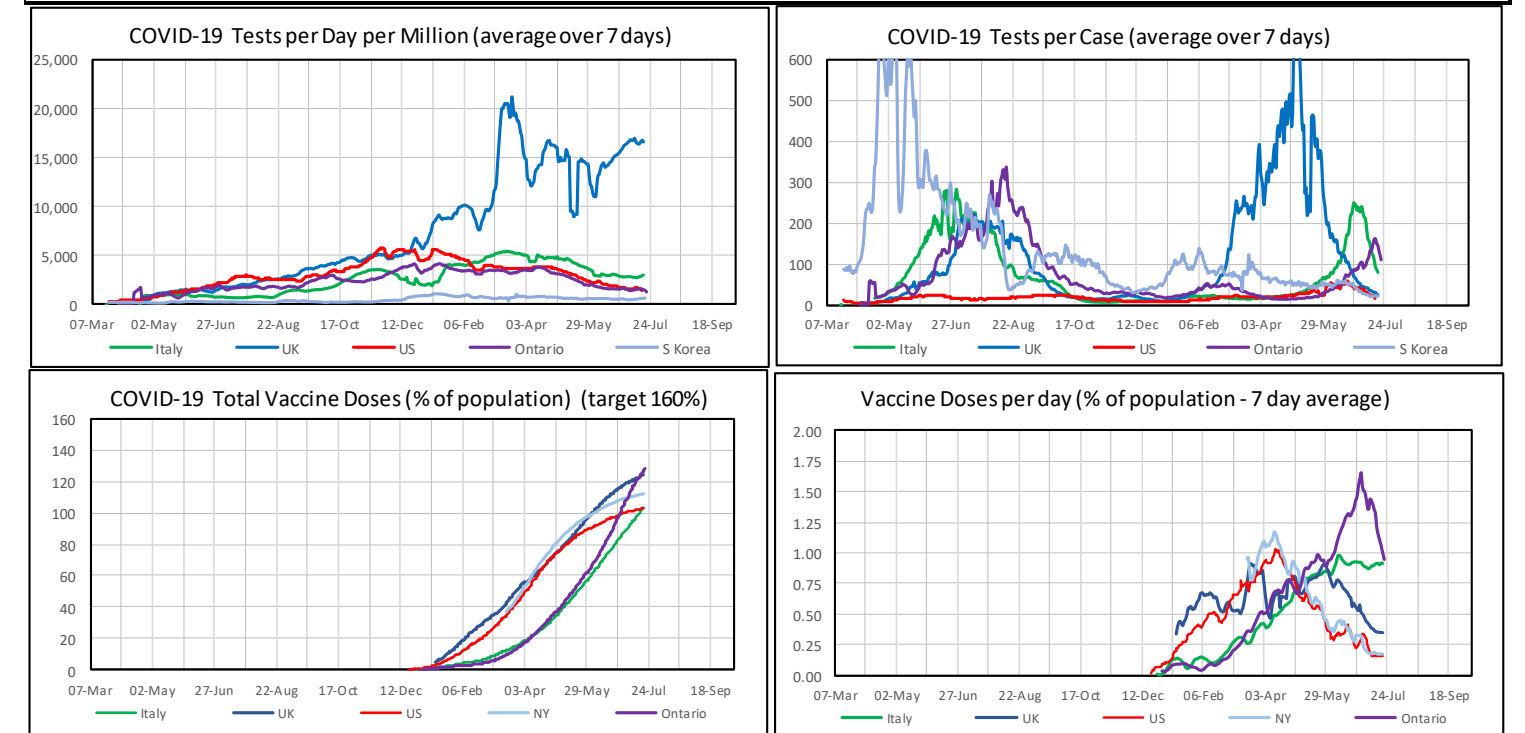 COVID-19 Tests per Day per Million (average over 7 days)
25,000
20,000
15,000
10,000
5,000
0
07-Mar 02-May 27-Jun 22-Aug 17-Oct 12-Dec 06-Feb 03-Apr 29-May 24-Jul 18-Sep
Italy UK US Ontario S Korea
COVID-19 Tests per Case (average over 7 days)
600
500
400
300
200
100
0
07-Mar 02-May 27-Jun 22-Aug 17-Oct 12-Dec 06-Feb 03-Apr 29-May 24-Jul 18-Sep
Italy UK US Ontario S Korea
COVID-19 Total Vaccine Doses (% of population) (target 160%)
160
140
120
100
80
60
40
20
0
07-Mar 02-May 27-Jun 22-Aug 17-Oct 12-Dec 06-Feb 03-Apr 29-May 24-Jul 18-Sep
Italy UK US NY Ontario
Vaccine Doses per day (% of population - 7 day average)
2.00
1.75
1.50
1.25
1.00
0.75
0.50
0.25
0.00
07-Mar 02-May 27-Jun 22-Aug 17-Oct 12-Dec 06-Feb 03-Apr 29-May 24-Jul 18-Sep
Italy UK US NY Ontario